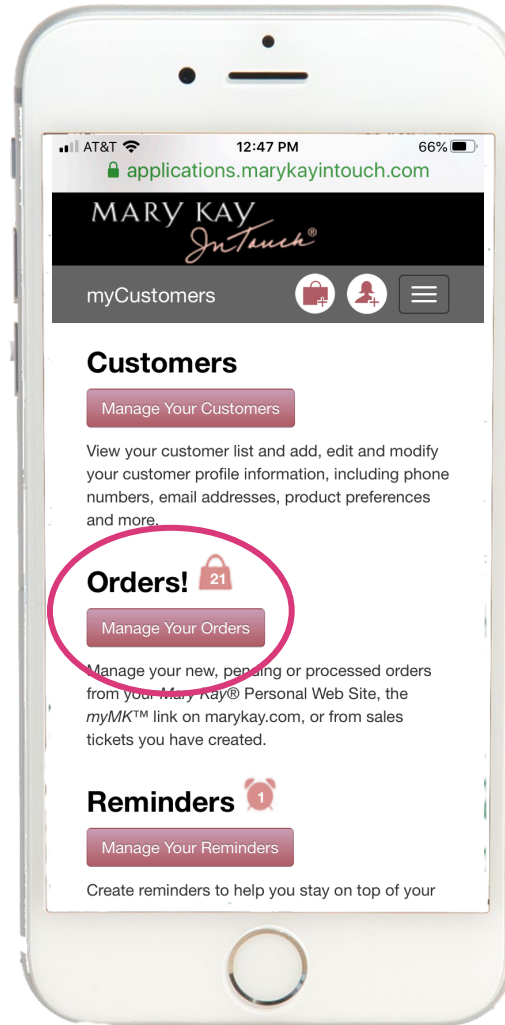 AT&T 12:47 PM 66%
applications.marykayintouch.com
MARY KAY
InTouch®
myCustomers
Customers
Manage Your Customers
View your customer list and add, edit and modify
your customer profile information, including phone
numbers, email addresses, product preferences
and more.
Orders! 21
Manage Your Orders
Manage your new, pending or processed orders
from your Mary Kay® Personal Web Site, the
myMK™ link on marykay.com, or from sales
tickets you have created.
Reminders 1
Manage Your Reminders
Create reminders to help you stay on top of your